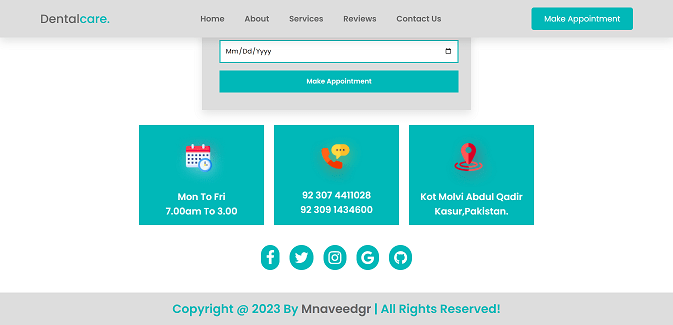 Dentalcare.
Home About Services Reviews Contact Us
Make Appointment
Mm/Dd/Yyyy
Make Appointment
Mon To Fri
7.00am To 3.00
92 307 4411028
92 309 1434600
Kot Molvi Abdul Qadir
Kasur,Pakistan.
Copyright @ 2023 By Mnaveedgr | All Rights Reserved!